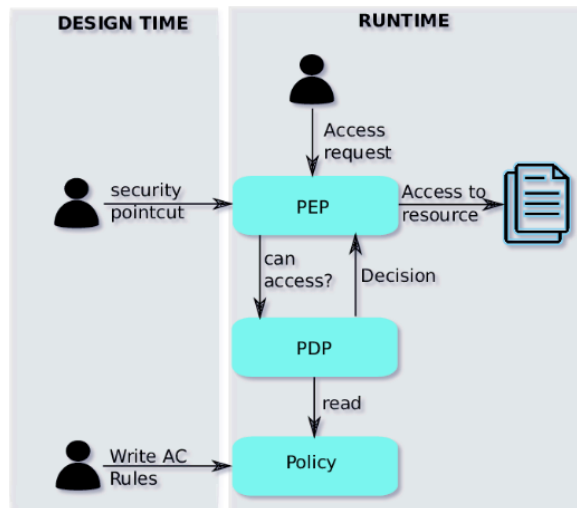 DESIGN TIME
RUNTIME
Access
request
security
pointcut
PEP
Access to
resource
can
access?
Decision
PDP
read
Write AC
Rules
Policy